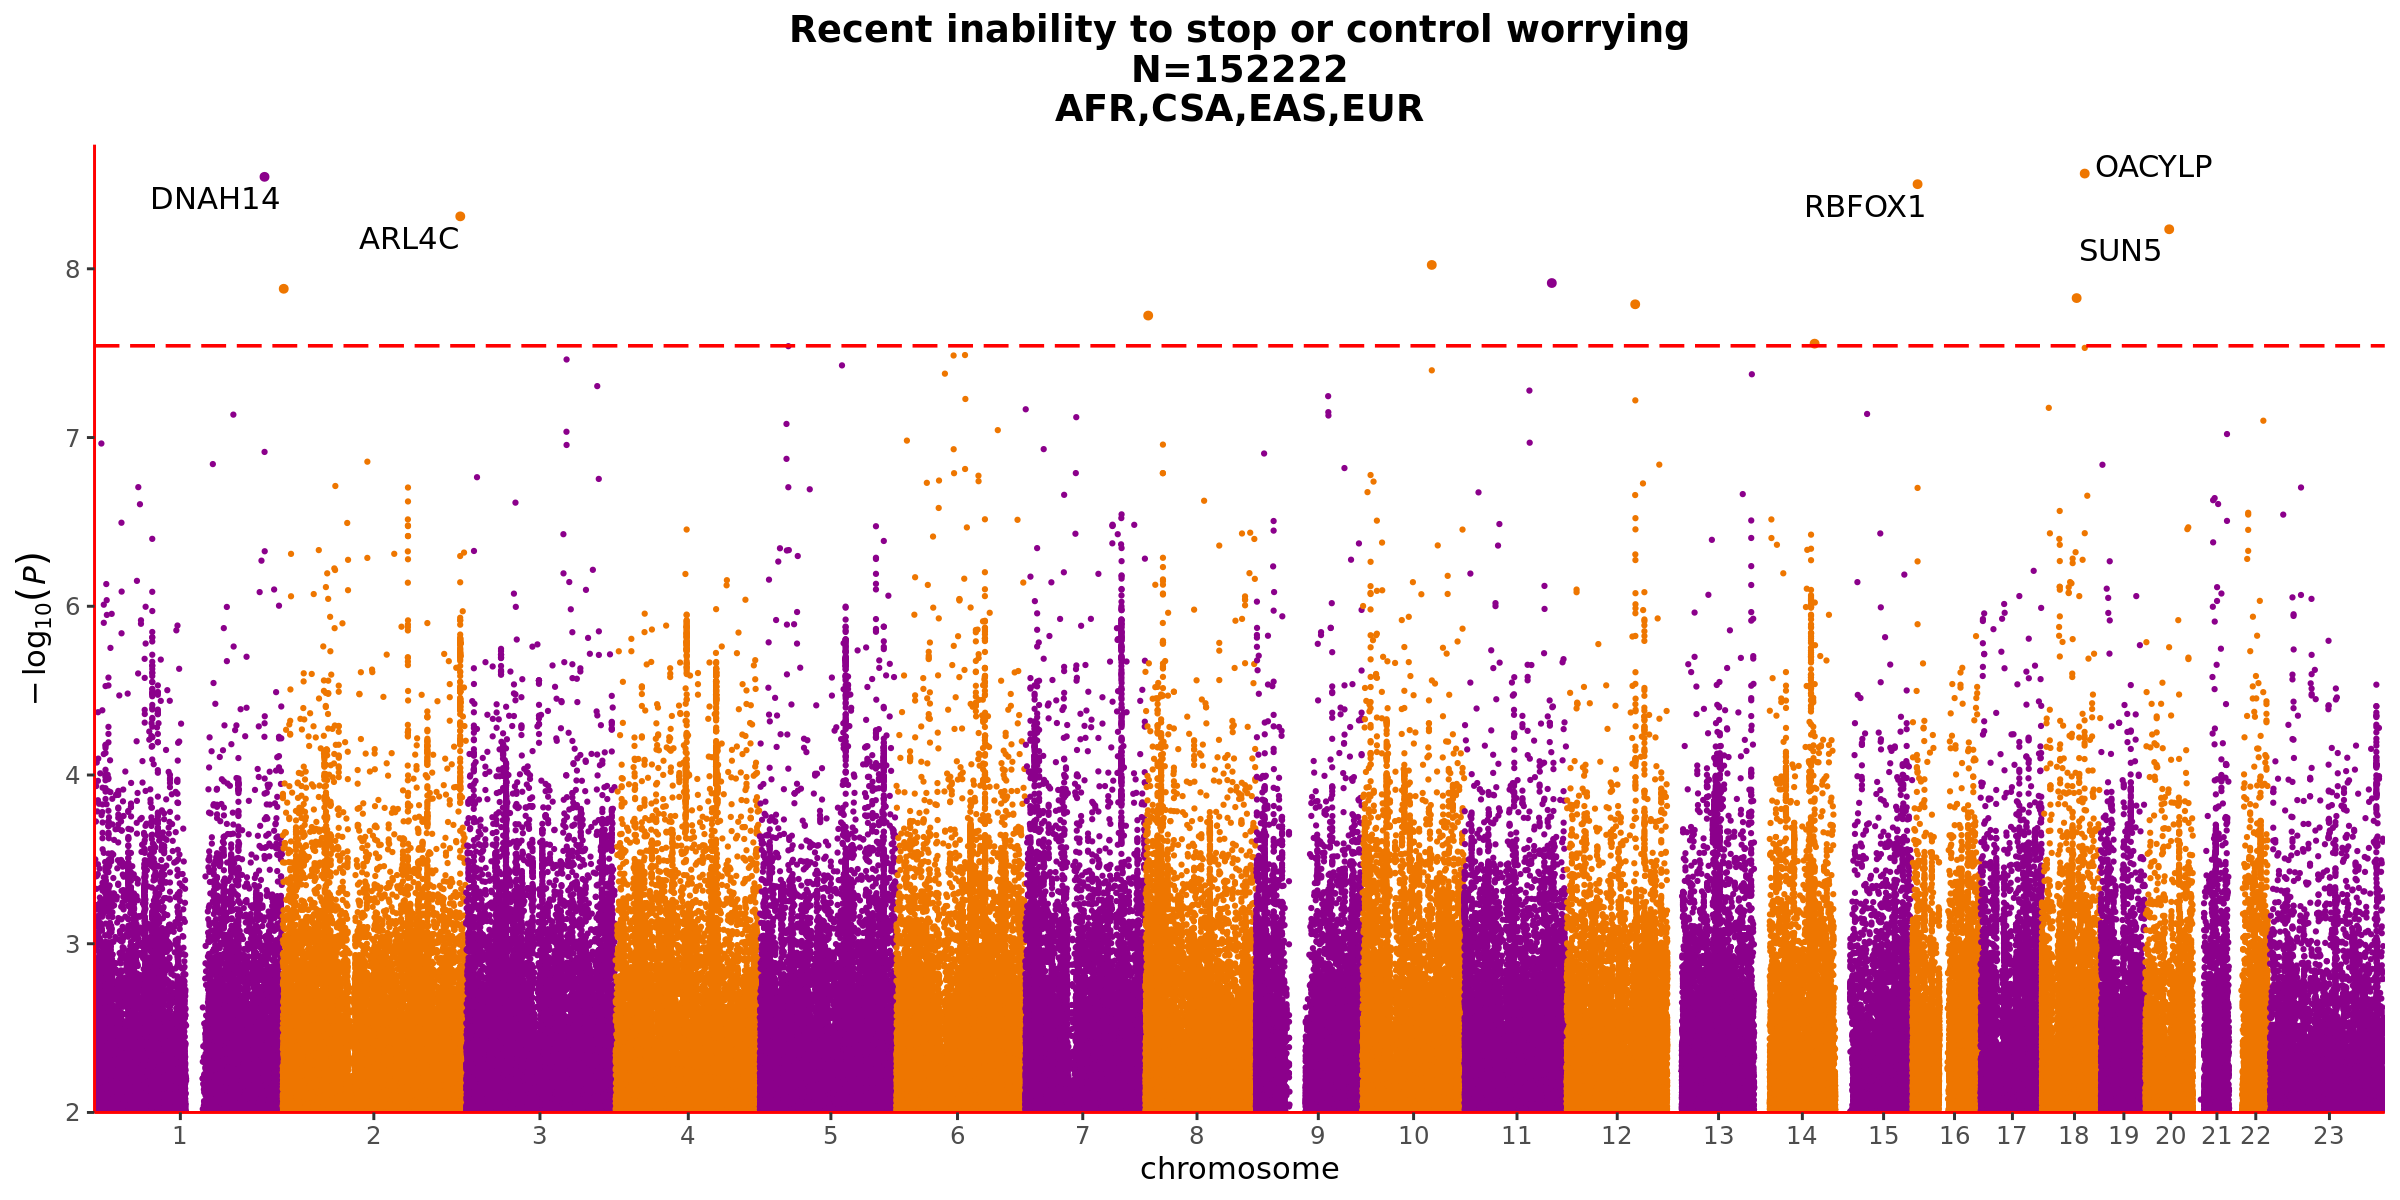 Recent inability to stop or control worrying
N=152222
AFR,CSA,EAS,EUR
DNAH14
ARL4C
RBFOX1
OACYLP
SUN5
8
7
6
4
3
2
−log10(P)
1 2 3 4 5 6 7 8 9 10 11 12 13 14 15 16 17 18 19 20 21 22 23
chromosome